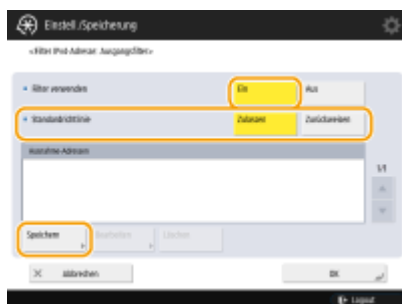 Einstell./Speicherung
<Filter IPv4-Adresse: Ausgangsfilter>
Filter verwenden
Ein
Aus
Standardrichtlinie
Zulassen
Zurückweisen
Ausnahme-Adressen
1/1
Speichern
Bearbeiten
Löschen
Abbrechen
OK
Logout